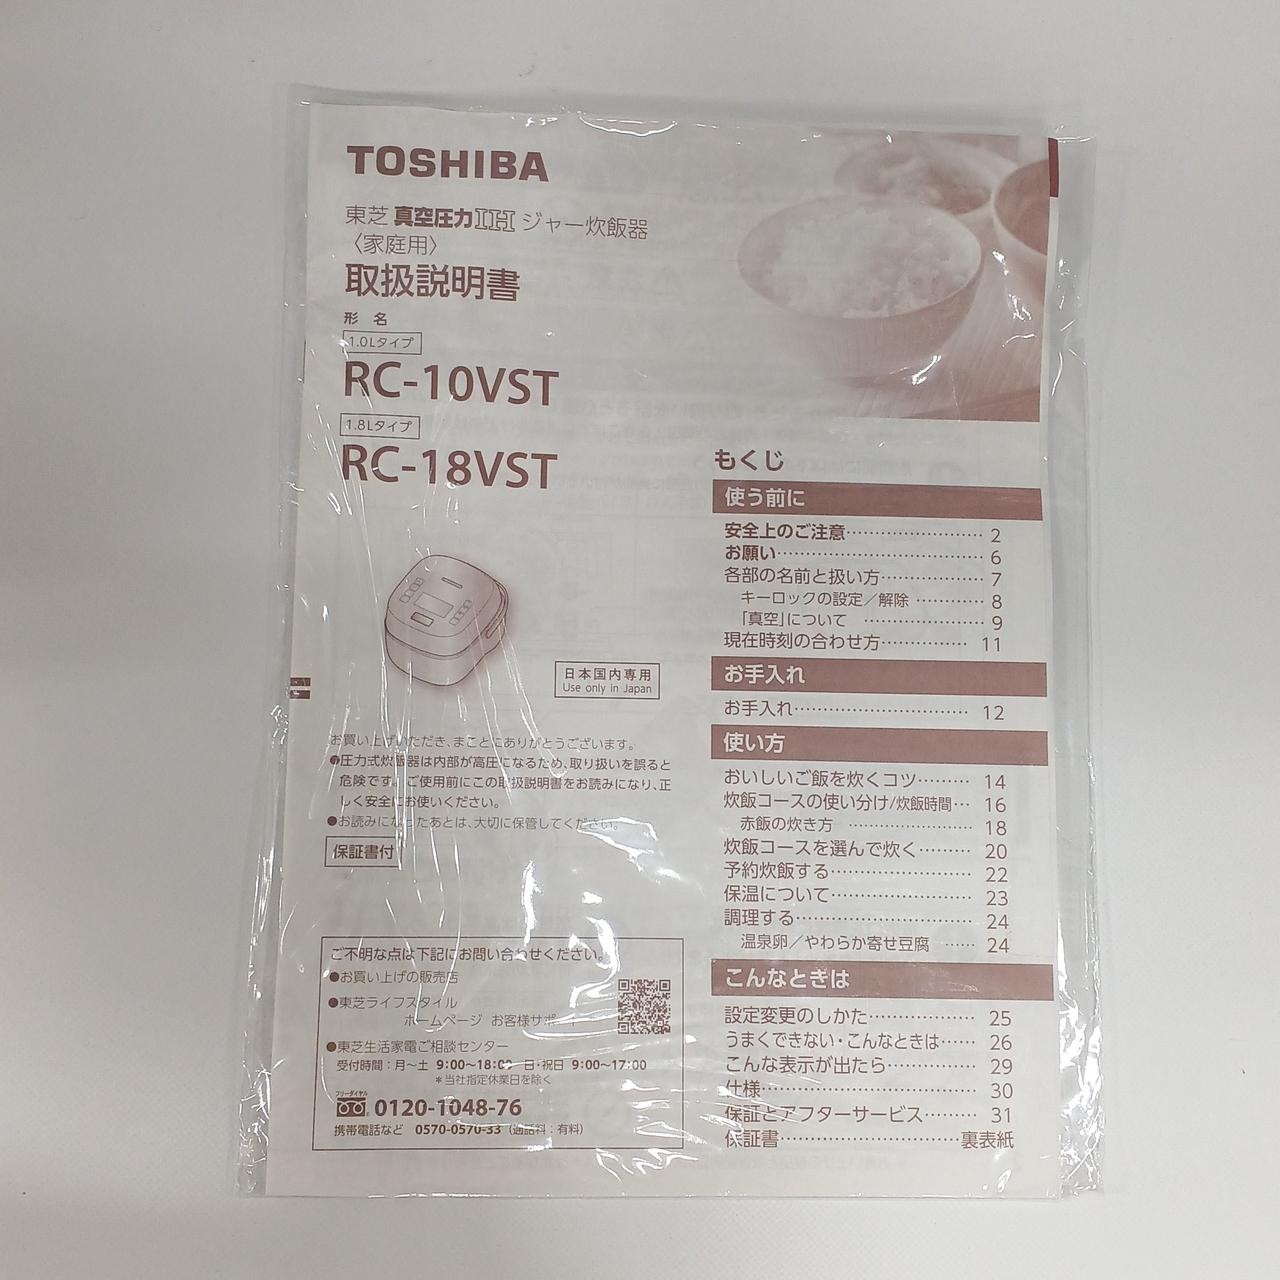 TOSHIBA
東芝 真空圧力IH ジャー炊飯器
〈家庭用〉
取扱説明書
形 名
1.0Lタイプ
RC-10VST
1.8Lタイプ
RC-18VST
日本国内専用
Use only in Japan
お買い上げいただき、まことにありがとうございます。
●圧力式炊飯器は内部が高圧になるため、取り扱いを誤ると
危険です。ご使用前にこの取扱説明書をお読みになり、正
しく安全にお使いください。
●お読みになったあとは、大切に保管してください。
保証書付
ご不明な点は下記にお問い合わせください。
●お買い上げの販売店
●東芝ライフスタイル
ホームページ お客様サポート
●東芝生活家電ご相談センター
受付時間：月〜土 9:00〜18:00 日・祝日 9:00〜17:00
＊当社指定休業日を除く
フリーダイヤル
0120-1048-76
携帯電話など 0570-0570-33（通話料：有料）
もくじ
使う前に
安全上のご注意 2
お願い 6
各部の名前と扱い方 7
キーロックの設定／解除 8
「真空」について 9
現在時刻の合わせ方 11
お手入れ
お手入れ 12
使い方
おいしいご飯を炊くコツ 14
炊飯コースの使い分け/炊飯時間 16
赤飯の炊き方 18
炊飯コースを選んで炊く 20
予約炊飯する 22
保温について 23
調理する 24
温泉卵／やわらか寄せ豆腐 24
こんなときは
設定変更のしかた 25
うまくできない・こんなときは 26
こんな表示が出たら 29
仕様 30
保証とアフターサービス 31
保証書 裏表紙